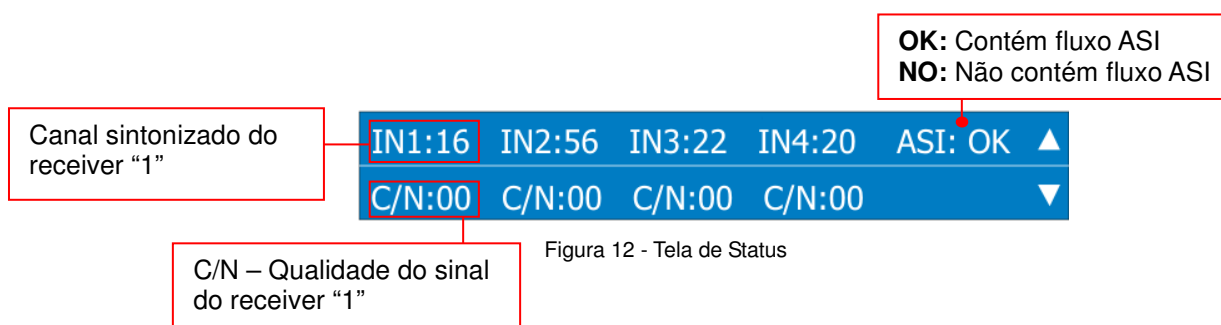 OK: Contém fluxo ASI
NO: Não contém fluxo ASI
Canal sintonizado do
receiver “1”
IN1:16 IN2:56 IN3:22 IN4:20 ASI: OK ▲
C/N:00 C/N:00 C/N:00 C/N:00 ▼
Figura 12 - Tela de Status
C/N – Qualidade do sinal
do receiver “1”